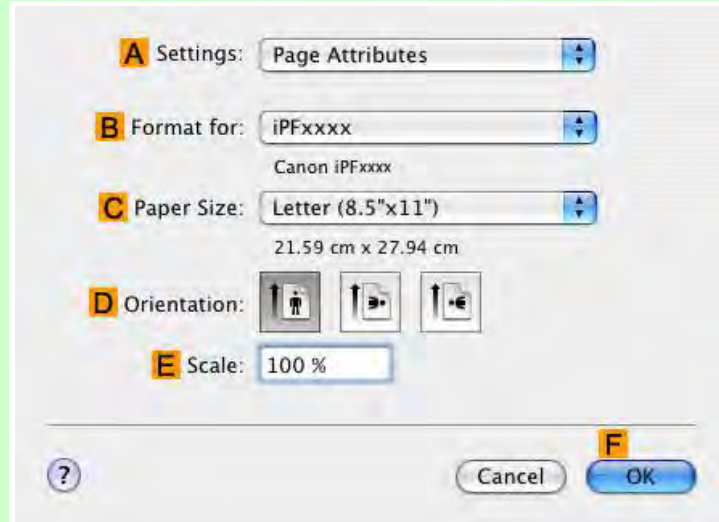 A Settings: Page Attributes
B Format for: iPFxxxx
Canon iPFxxxx
C Paper Size: Letter (8.5"x11")
21.59 cm x 27.94 cm
D Orientation:
E Scale: 100 %
F
? Cancel OK